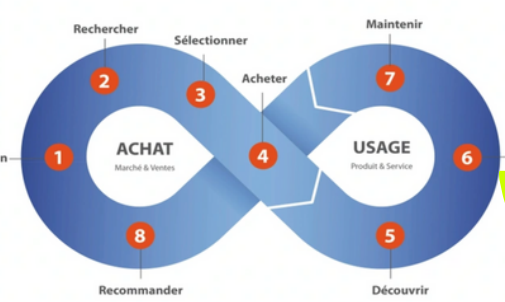 Rechercher
Sélectionner
Acheter
Maintenir
2
3
7
n
1
ACHAT
Marché & Ventes
4
USAGE
Produit & Service
6
8
5
Recommander
Découvrir